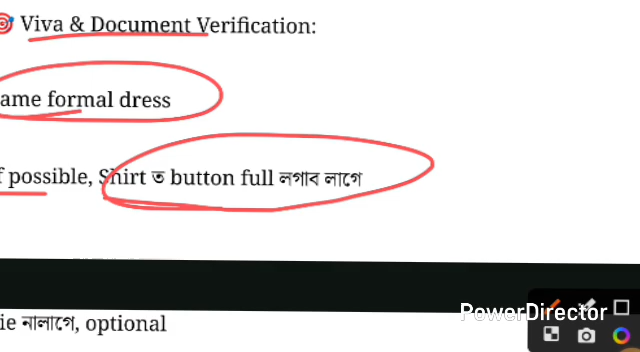 Viva & Document Verification:
ame formal dress
f possible, Shirt ত button full লগাব লাগে
ie নালাগে, optional
PowerDirector